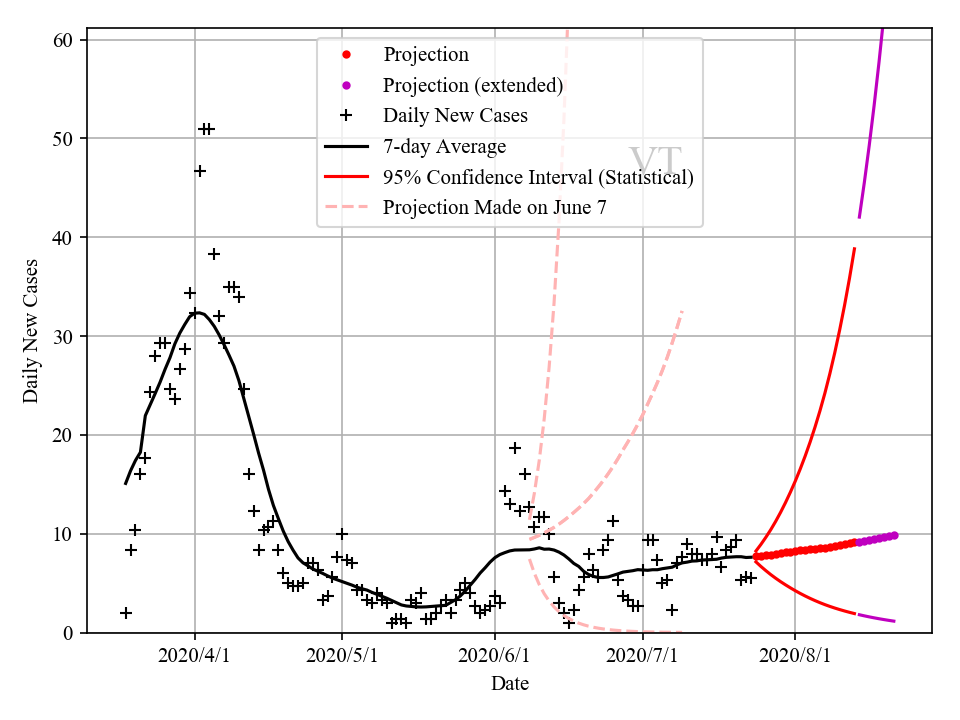 60
50
40
30
20
10
0
Daily New Cases
Projection
Projection (extended)
Daily New Cases
7-day Average
95% Confidence Interval (Statistical)
Projection Made on June 7
VT
2020/4/1 2020/5/1 2020/6/1 2020/7/1 2020/8/1
Date